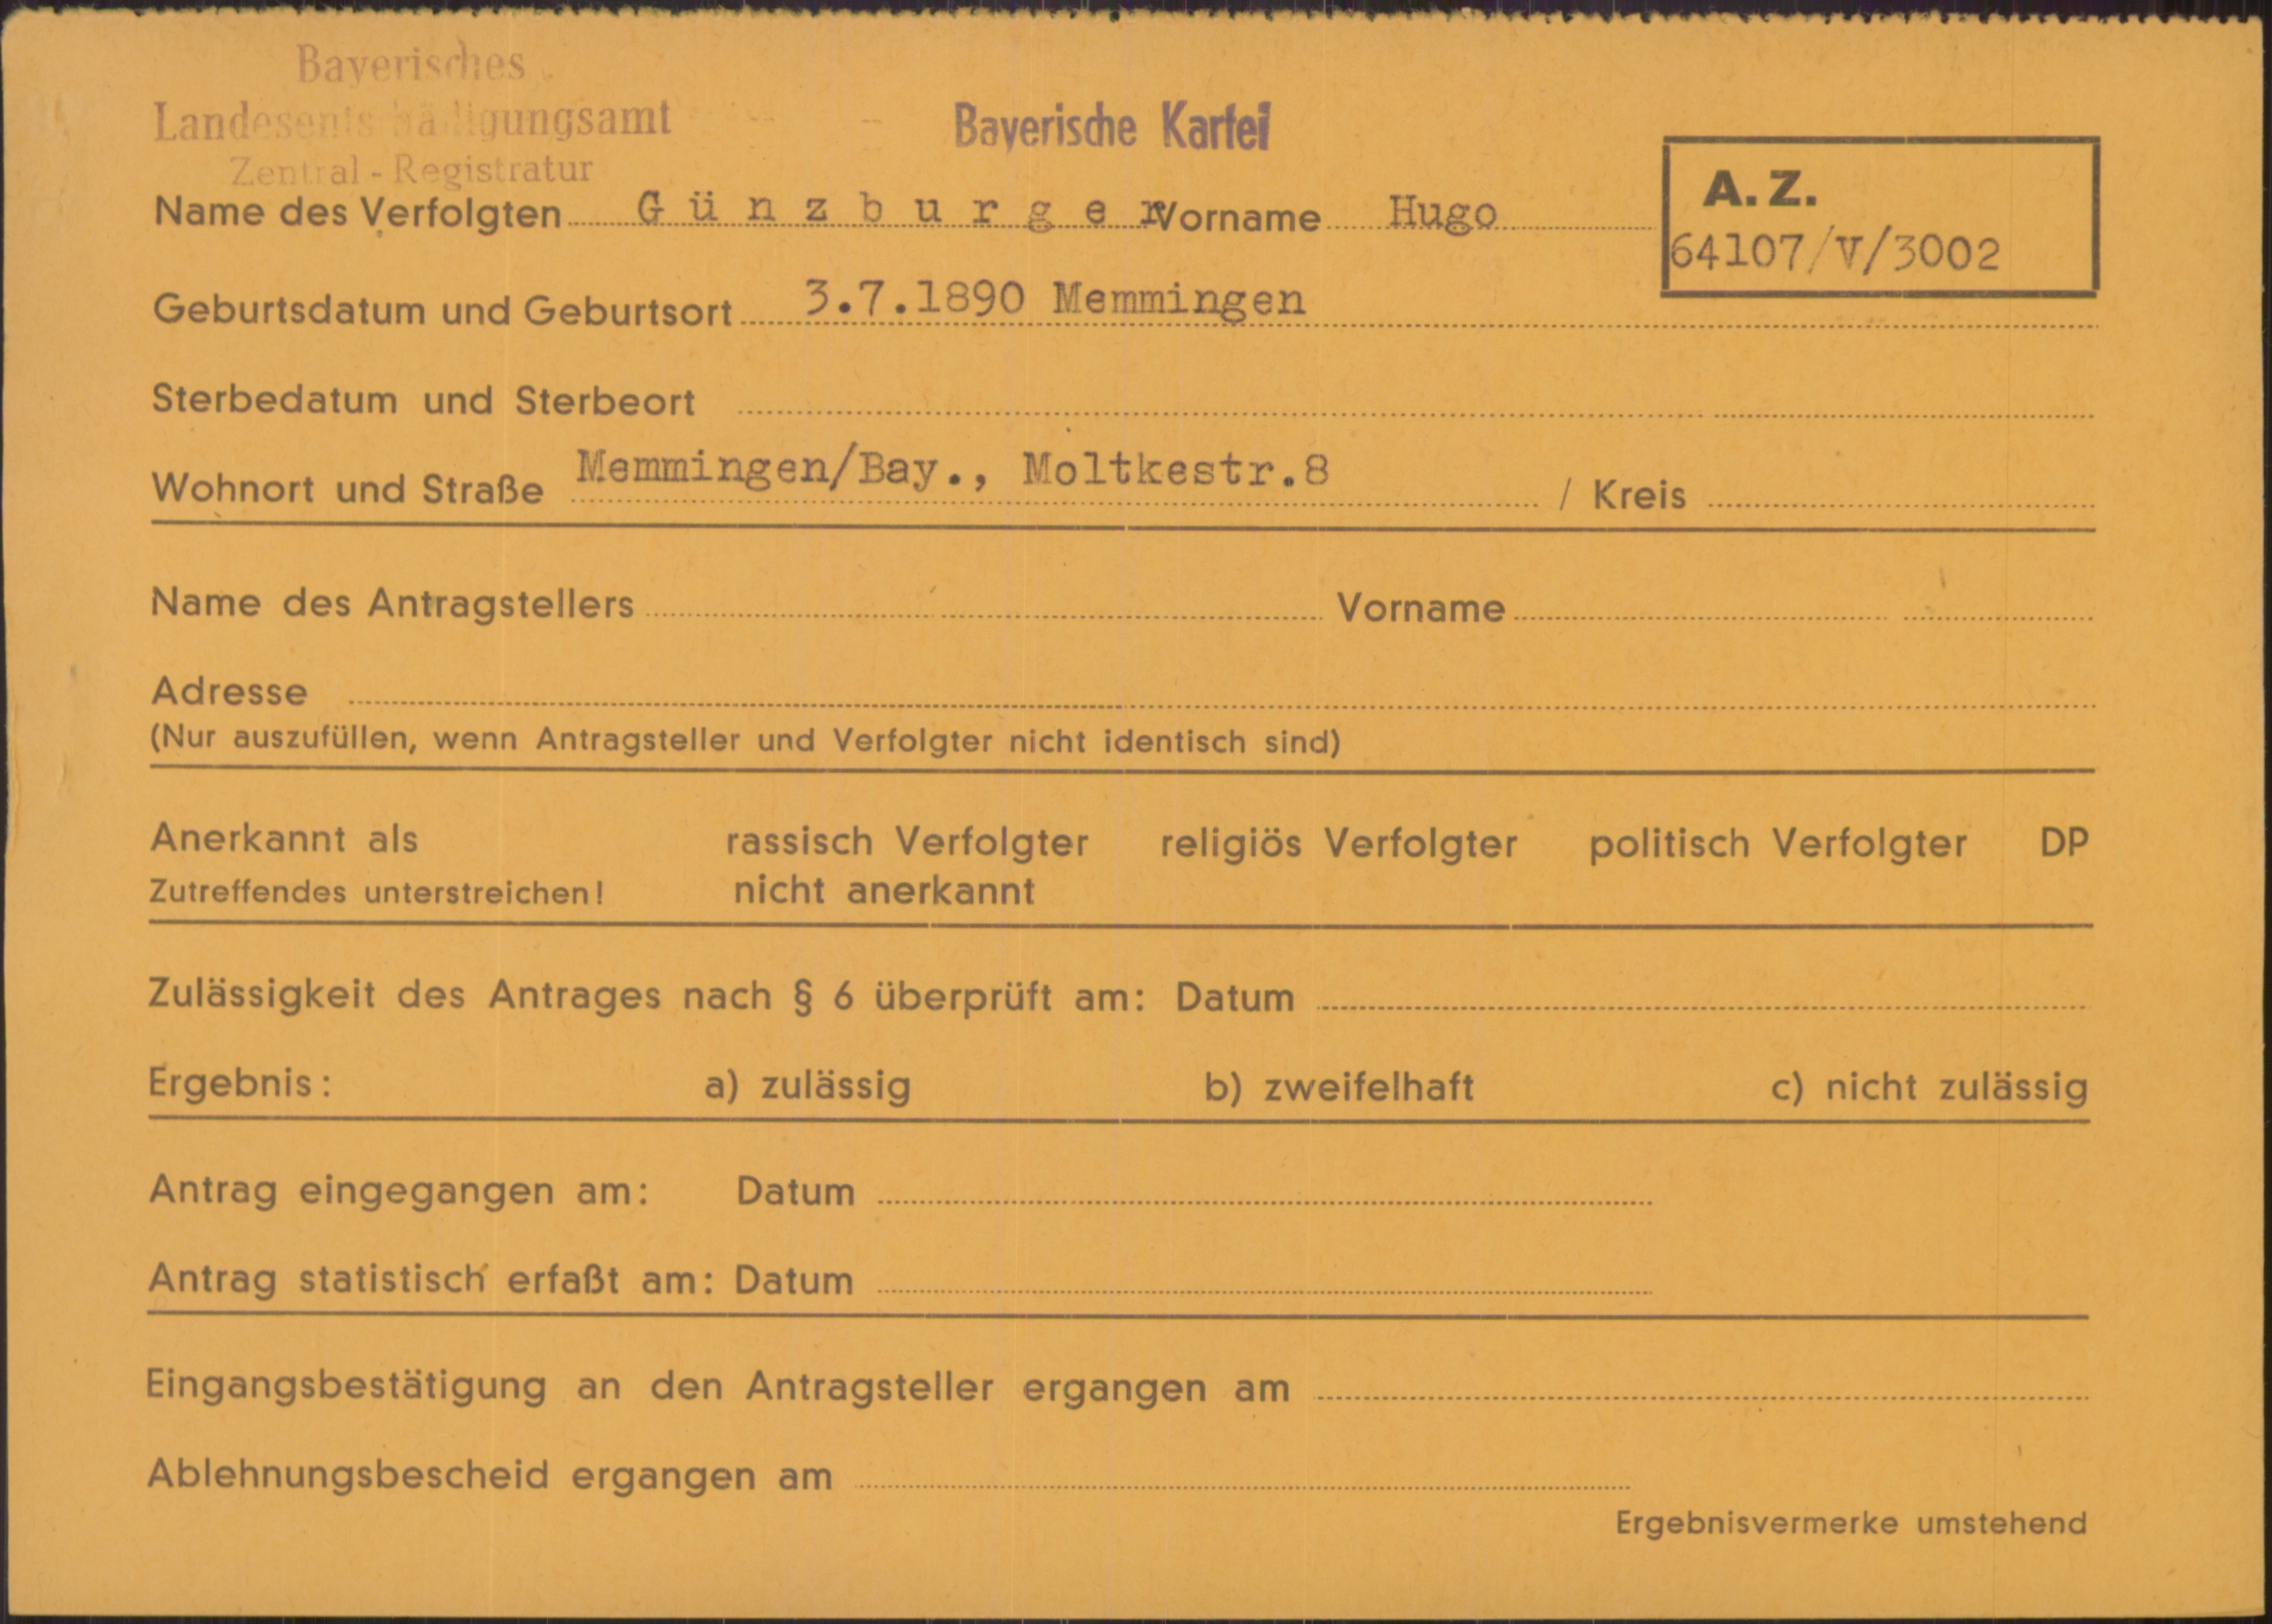 Bayerisches
Landesentschädigungsamt
Zentral - Registratur
Bayerische Kartei
A. Z.
64107/V/3002
Name des Verfolgten G ü n z b u r g e r Vorname Hugo
Geburtsdatum und Geburtsort 3.7.1890 Memmingen
Sterbedatum und Sterbeort
Wohnort und Straße Memmingen/Bay., Moltkestr.8 / Kreis
Name des Antragstellers Vorname
Adresse
(Nur auszufüllen, wenn Antragsteller und Verfolgter nicht identisch sind)
Anerkannt als rassisch Verfolgter religiös Verfolgter politisch Verfolgter DP
Zutreffendes unterstreichen! nicht anerkannt
Zulässigkeit des Antrages nach § 6 überprüft am: Datum
Ergebnis: a) zulässig b) zweifelhaft c) nicht zulässig
Antrag eingegangen am: Datum
Antrag statistisch erfaßt am: Datum
Eingangsbestätigung an den Antragsteller ergangen am
Ablehnungsbescheid ergangen am
Ergebnisvermerke umstehend